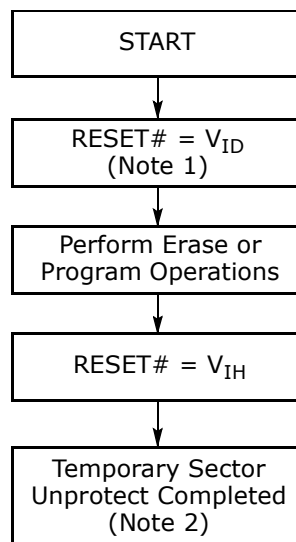 START
RESET# = VID
(Note 1)
Perform Erase or
Program Operations
RESET# = VIH
Temporary Sector
Unprotect Completed
(Note 2)